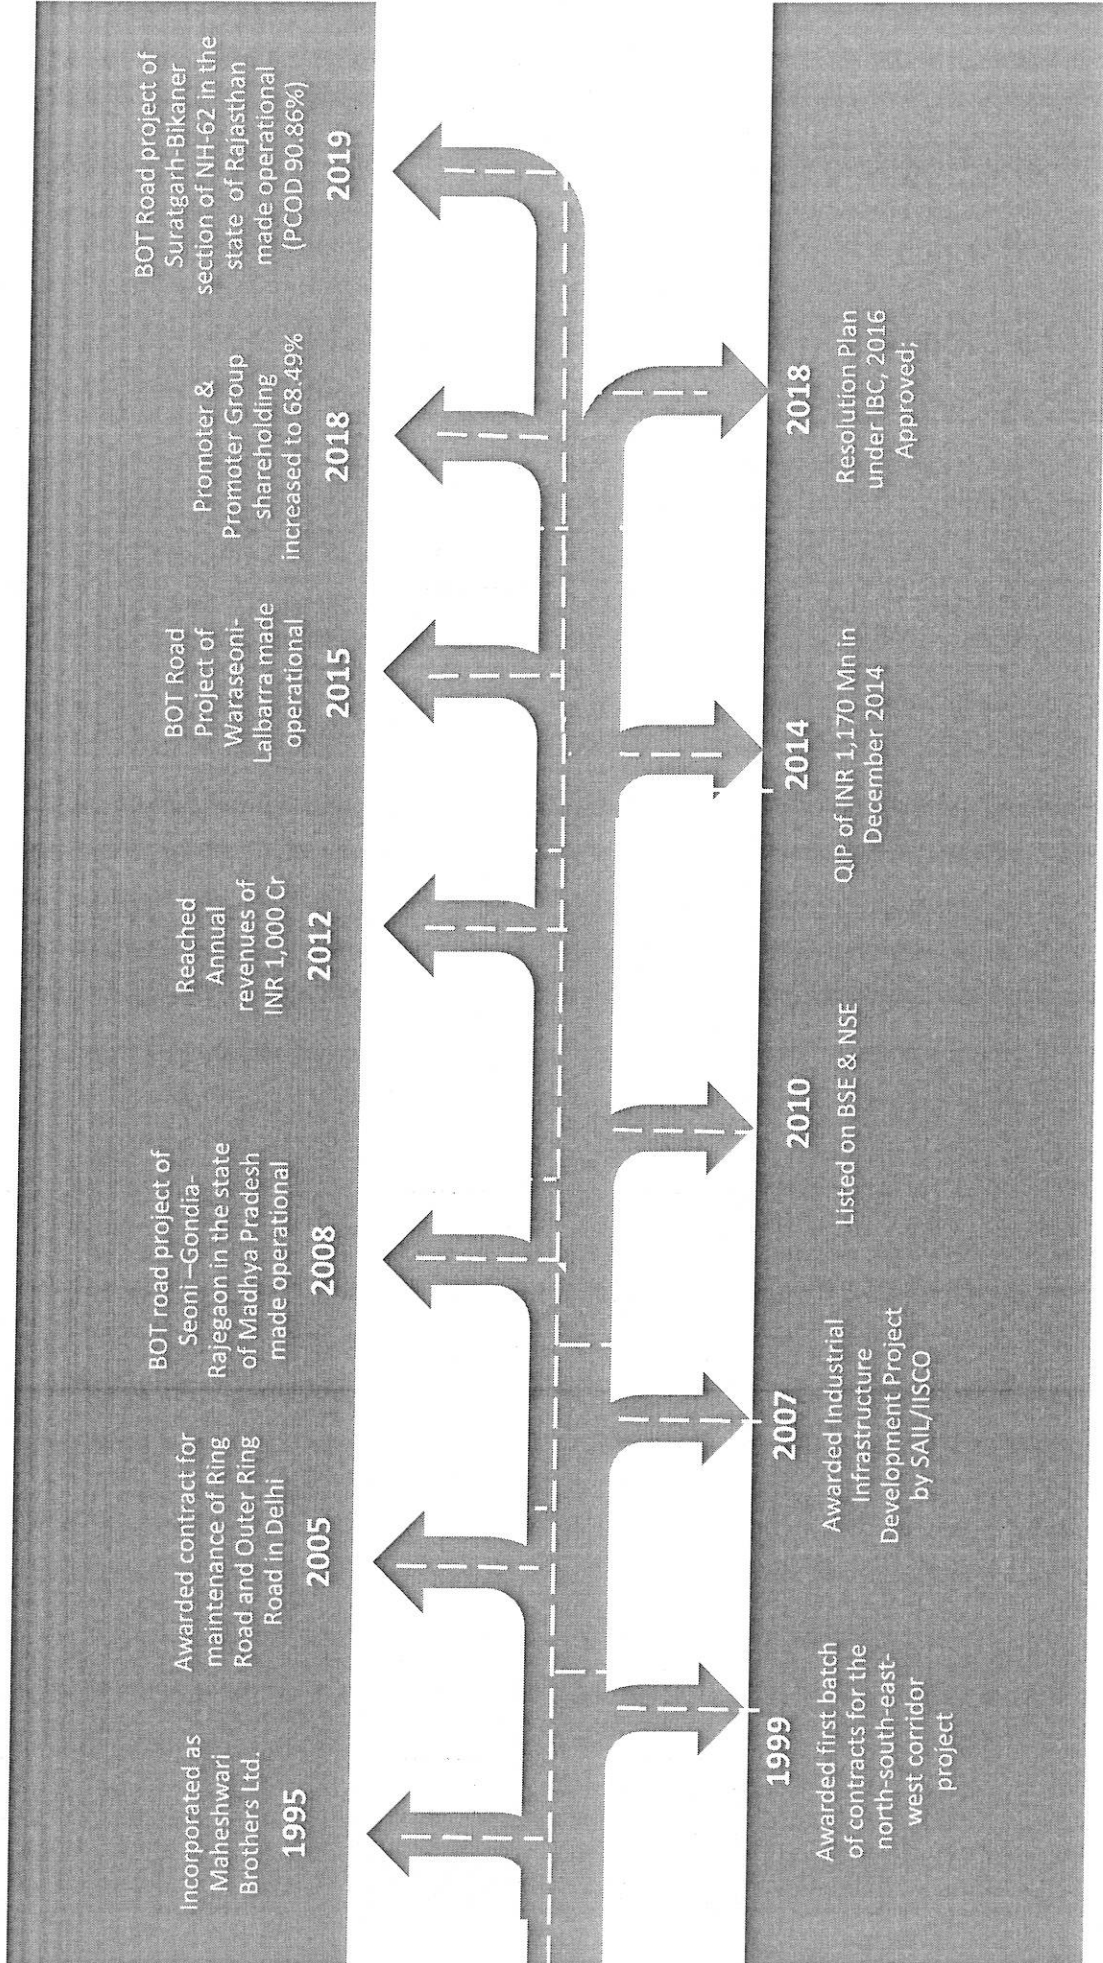 Incorporated as
Maheshwari
Brothers Ltd.
1995
Awarded contract for
maintenance of Ring
Road and Outer Ring
Road in Delhi
2005
BOT road project of
Seoni –Gondia-
Rajegaon in the state
of Madhya Pradesh
made operational
2008
Reached
Annual
revenues of
INR 1,000 Cr
2012
BOT Road
Project of
Waraseoni-
Lalbarra made
operational
2015
Promoter &
Promoter Group
shareholding
increased to 68.49%
2018
BOT Road project of
Suratgarh-Bikaner
section of NH-62 in the
state of Rajasthan
made operational
(PCOD 90.86%)
2019
1999
Awarded first batch
of contracts for the
north-south-east-
west corridor
project
2007
Awarded Industrial
Infrastructure
Development Project
by SAIL/IISCO
2010
Listed on BSE & NSE
2014
QIP of INR 1,170 Mn in
December 2014
2018
Resolution Plan
under IBC, 2016
Approved;